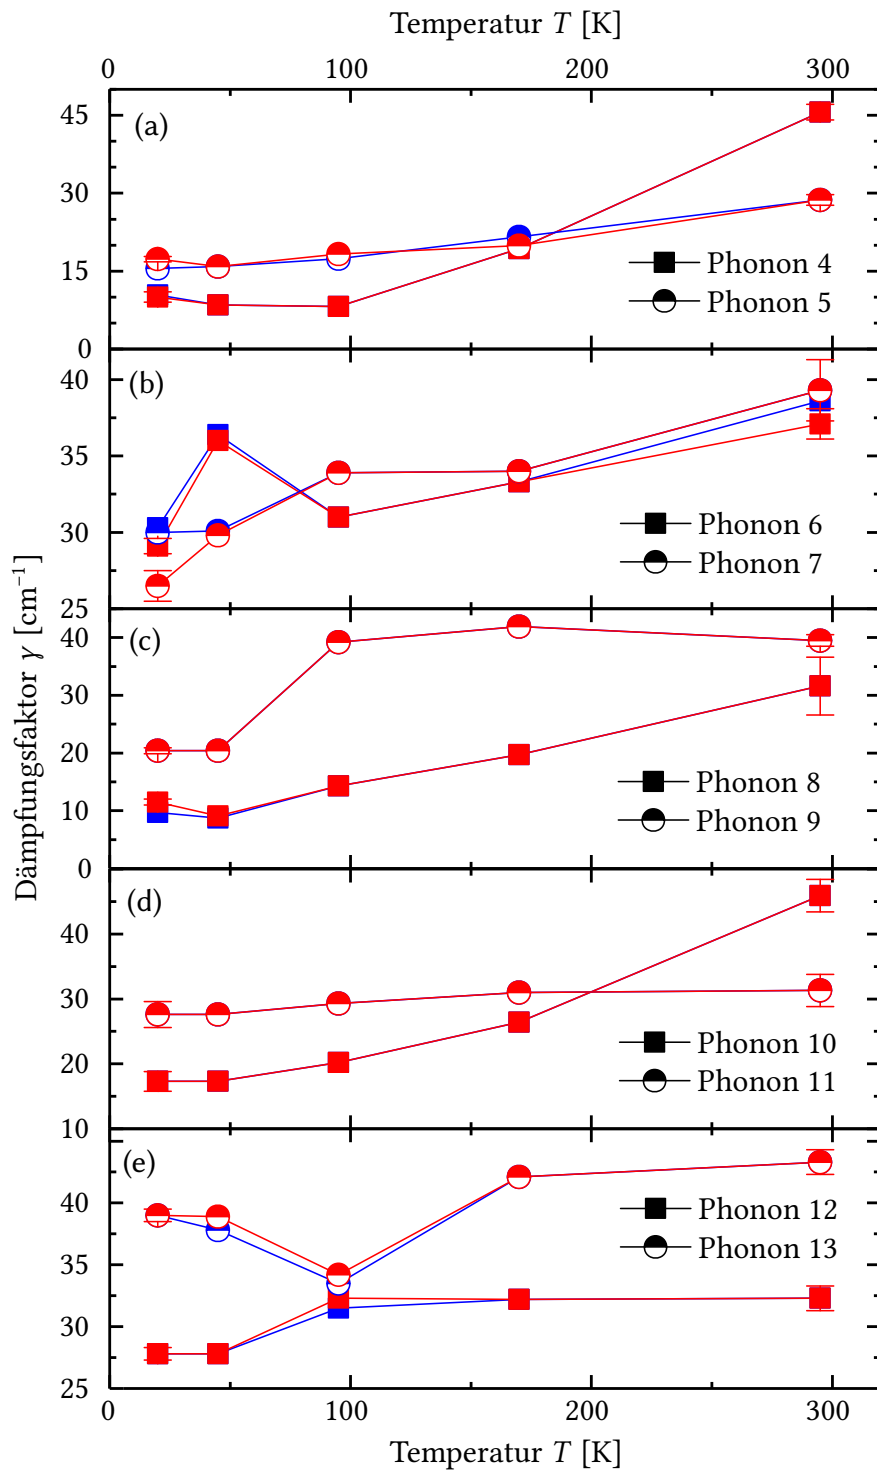 Temperatur T [K]
0 100 200 300
(a)
45
30
15
0
Phonon 4
Phonon 5
(b)
40
35
30
25
Phonon 6
Phonon 7
Dämpfungsfaktor γ [cm⁻¹]
(c)
40
30
20
10
0
Phonon 8
Phonon 9
(d)
40
30
20
10
Phonon 10
Phonon 11
(e)
40
35
30
25
Phonon 12
Phonon 13
0 100 200 300
Temperatur T [K]